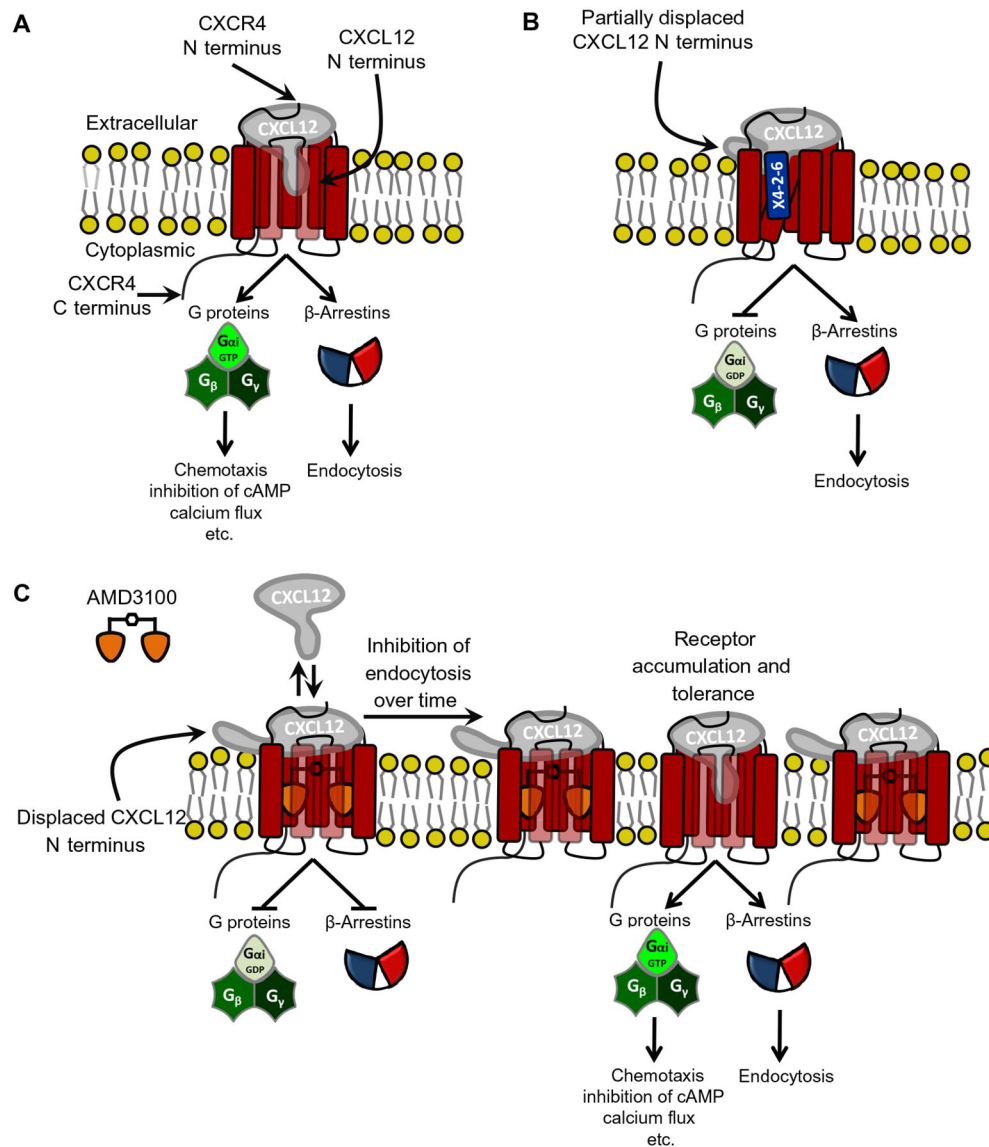 A
CXCR4
N terminus
CXCL12
N terminus
Extracellular
CXCL12
Cytoplasmic
CXCR4
C terminus
G proteins
β-Arrestins
Gαi
GTP
Gβ
Gγ
Chemotaxis
inhibition of cAMP
calcium flux
etc.
Endocytosis
B
Partially displaced
CXCL12 N terminus
CXCL12
X4-2-6
G proteins
β-Arrestins
Gαi
GDP
Gβ
Gγ
Endocytosis
C
AMD3100
CXCL12
Inhibition of
endocytosis
over time
Receptor
accumulation and
tolerance
CXCL12
CXCL12
CXCL12
CXCL12
Displaced CXCL12
N terminus
G proteins
β-Arrestins
Gαi
GDP
Gβ
Gγ
G proteins
β-Arrestins
Gαi
GTP
Gβ
Gγ
Chemotaxis
inhibition of cAMP
calcium flux
etc.
Endocytosis